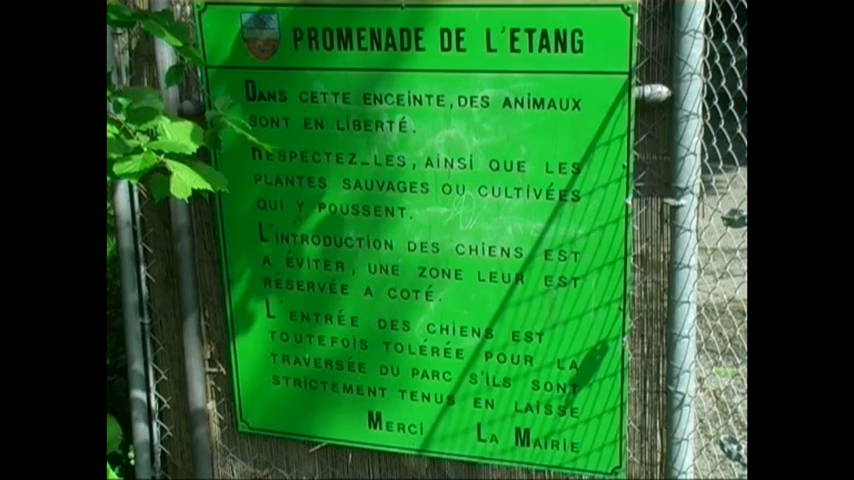 PROMENADE DE L'ETANG
DANS CETTE ENCEINTE, DES ANIMAUX
SONT EN LIBERTÉ.
RESPECTEZ_LES, AINSI QUE LES
PLANTES SAUVAGES OU CULTIVÉES
QUI Y POUSSENT.
L'INTRODUCTION DES CHIENS EST
A ÉVITER, UNE ZONE LEUR EST
RÉSERVÉE A COTÉ.
L'ENTRÉE DES CHIENS EST
TOUTEFOIS TOLÉRÉE POUR LA
TRAVERSÉE DU PARC S'ILS SONT
STRICTEMENT TENUS EN LAISSE
MERCI LA MAIRIE